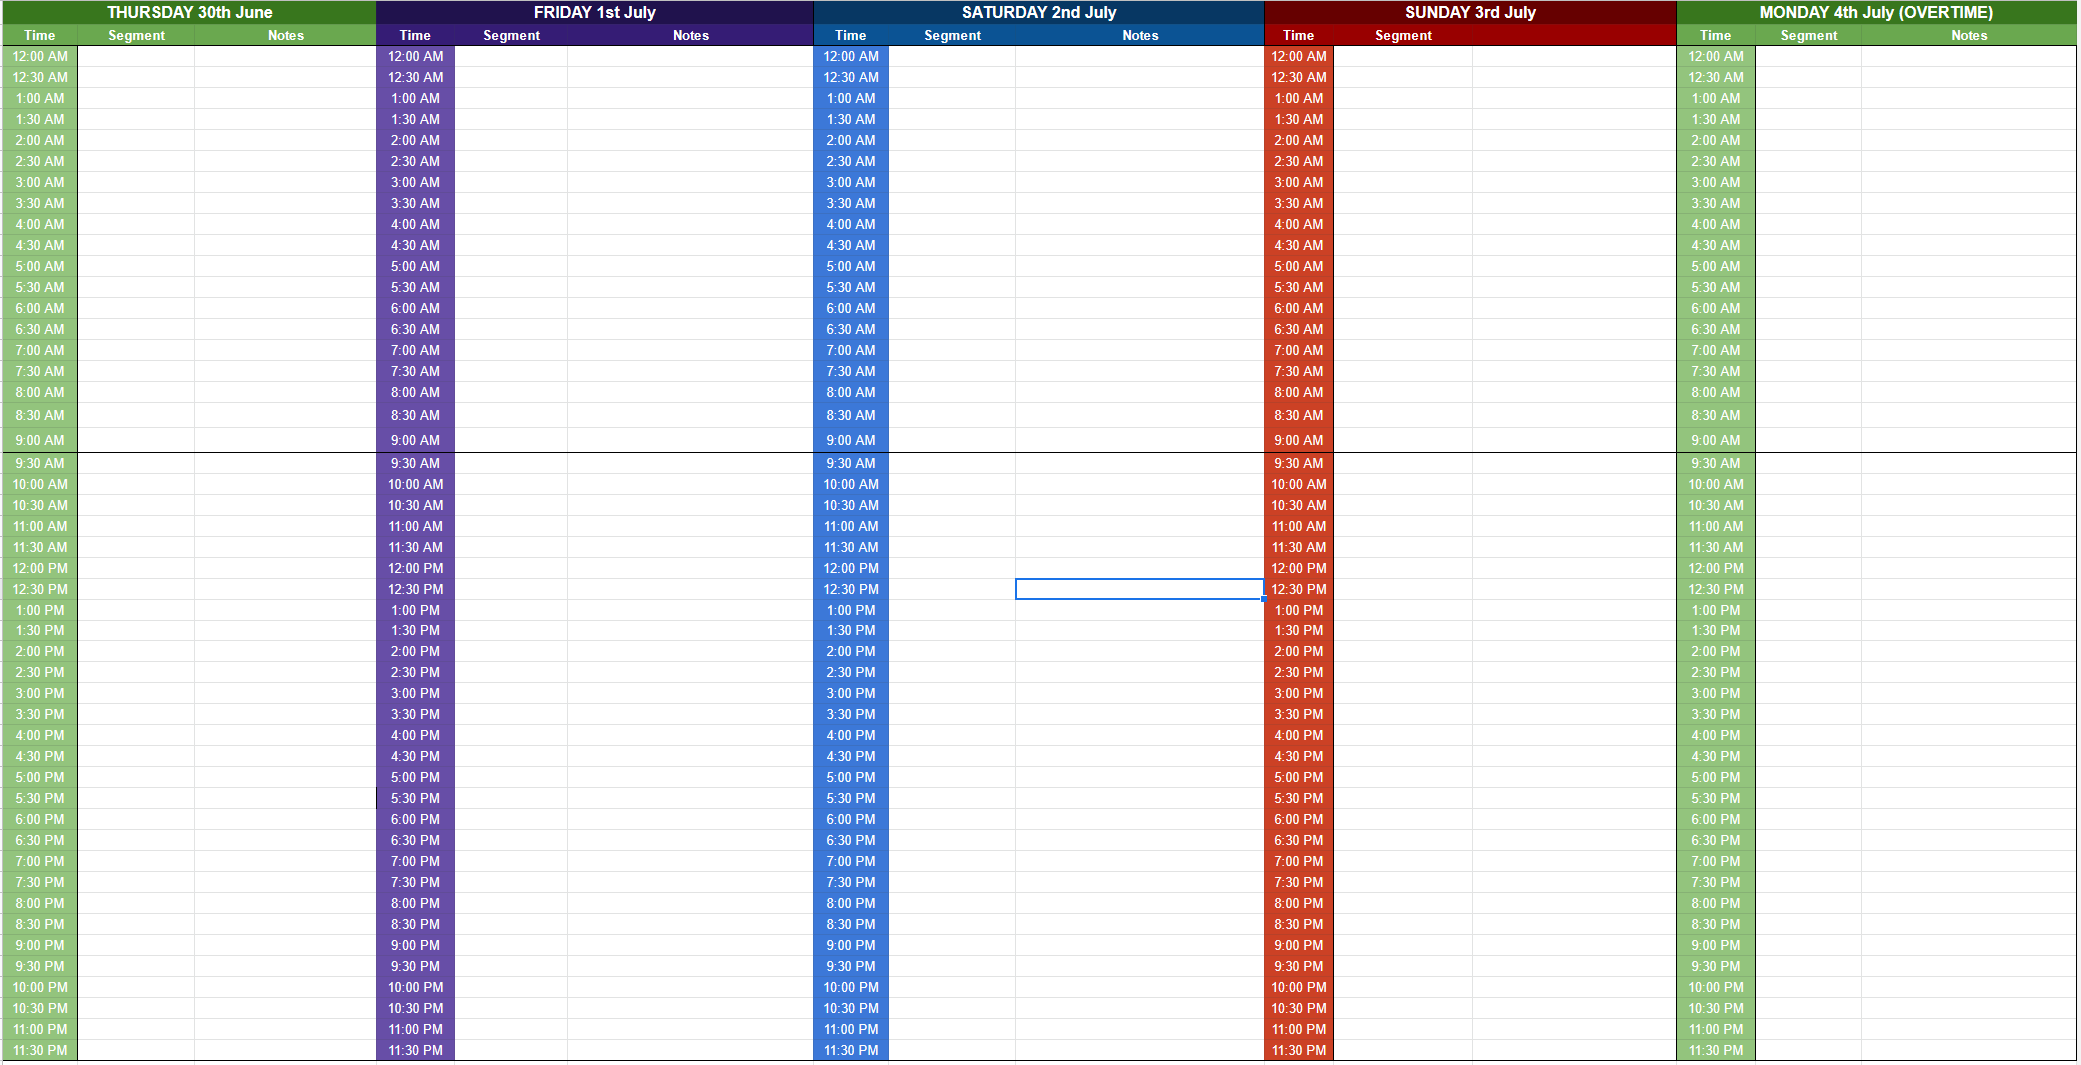 THURSDAY 30th June FRIDAY 1st July SATURDAY 2nd July SUNDAY 3rd July MONDAY 4th July (OVERTIME)
Time Segment Notes Time Segment Notes Time Segment Notes Time Segment Time Segment Notes
12:00 AM 12:00 AM 12:00 AM 12:00 AM 12:00 AM
12:30 AM 12:30 AM 12:30 AM 12:30 AM 12:30 AM
1:00 AM 1:00 AM 1:00 AM 1:00 AM 1:00 AM
1:30 AM 1:30 AM 1:30 AM 1:30 AM 1:30 AM
2:00 AM 2:00 AM 2:00 AM 2:00 AM 2:00 AM
2:30 AM 2:30 AM 2:30 AM 2:30 AM 2:30 AM
3:00 AM 3:00 AM 3:00 AM 3:00 AM 3:00 AM
3:30 AM 3:30 AM 3:30 AM 3:30 AM 3:30 AM
4:00 AM 4:00 AM 4:00 AM 4:00 AM 4:00 AM
4:30 AM 4:30 AM 4:30 AM 4:30 AM 4:30 AM
5:00 AM 5:00 AM 5:00 AM 5:00 AM 5:00 AM
5:30 AM 5:30 AM 5:30 AM 5:30 AM 5:30 AM
6:00 AM 6:00 AM 6:00 AM 6:00 AM 6:00 AM
6:30 AM 6:30 AM 6:30 AM 6:30 AM 6:30 AM
7:00 AM 7:00 AM 7:00 AM 7:00 AM 7:00 AM
7:30 AM 7:30 AM 7:30 AM 7:30 AM 7:30 AM
8:00 AM 8:00 AM 8:00 AM 8:00 AM 8:00 AM
8:30 AM 8:30 AM 8:30 AM 8:30 AM 8:30 AM
9:00 AM 9:00 AM 9:00 AM 9:00 AM 9:00 AM
9:30 AM 9:30 AM 9:30 AM 9:30 AM 9:30 AM
10:00 AM 10:00 AM 10:00 AM 10:00 AM 10:00 AM
10:30 AM 10:30 AM 10:30 AM 10:30 AM 10:30 AM
11:00 AM 11:00 AM 11:00 AM 11:00 AM 11:00 AM
11:30 AM 11:30 AM 11:30 AM 11:30 AM 11:30 AM
12:00 PM 12:00 PM 12:00 PM 12:00 PM 12:00 PM
12:30 PM 12:30 PM 12:30 PM 12:30 PM 12:30 PM
1:00 PM 1:00 PM 1:00 PM 1:00 PM 1:00 PM
1:30 PM 1:30 PM 1:30 PM 1:30 PM 1:30 PM
2:00 PM 2:00 PM 2:00 PM 2:00 PM 2:00 PM
2:30 PM 2:30 PM 2:30 PM 2:30 PM 2:30 PM
3:00 PM 3:00 PM 3:00 PM 3:00 PM 3:00 PM
3:30 PM 3:30 PM 3:30 PM 3:30 PM 3:30 PM
4:00 PM 4:00 PM 4:00 PM 4:00 PM 4:00 PM
4:30 PM 4:30 PM 4:30 PM 4:30 PM 4:30 PM
5:00 PM 5:00 PM 5:00 PM 5:00 PM 5:00 PM
5:30 PM 5:30 PM 5:30 PM 5:30 PM 5:30 PM
6:00 PM 6:00 PM 6:00 PM 6:00 PM 6:00 PM
6:30 PM 6:30 PM 6:30 PM 6:30 PM 6:30 PM
7:00 PM 7:00 PM 7:00 PM 7:00 PM 7:00 PM
7:30 PM 7:30 PM 7:30 PM 7:30 PM 7:30 PM
8:00 PM 8:00 PM 8:00 PM 8:00 PM 8:00 PM
8:30 PM 8:30 PM 8:30 PM 8:30 PM 8:30 PM
9:00 PM 9:00 PM 9:00 PM 9:00 PM 9:00 PM
9:30 PM 9:30 PM 9:30 PM 9:30 PM 9:30 PM
10:00 PM 10:00 PM 10:00 PM 10:00 PM 10:00 PM
10:30 PM 10:30 PM 10:30 PM 10:30 PM 10:30 PM
11:00 PM 11:00 PM 11:00 PM 11:00 PM 11:00 PM
11:30 PM 11:30 PM 11:30 PM 11:30 PM 11:30 PM